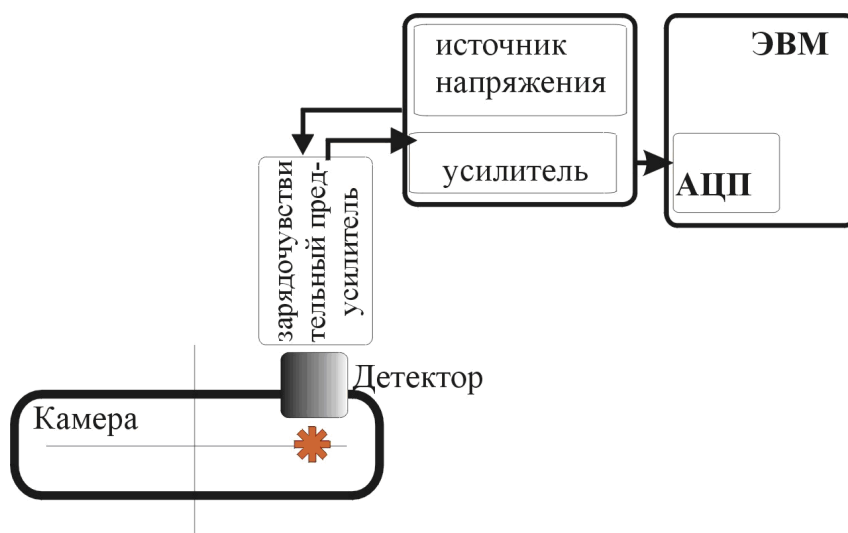 источник
напряжения
усилитель
ЭВМ
АЦП
зарядочувстви
тельный пред-
усилитель
Детектор
Камера